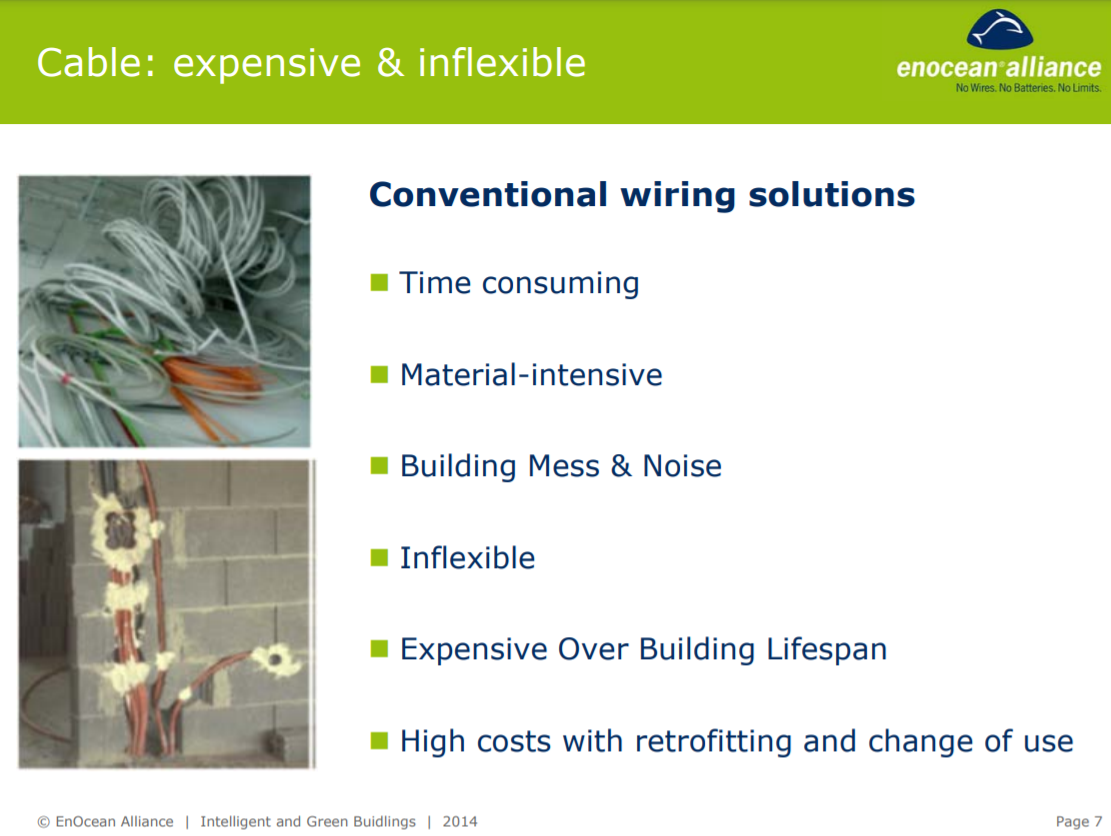 Cable: expensive & inflexible
enocean® alliance
No Wires. No Batteries. No Limits.
Conventional wiring solutions
Time consuming
Material-intensive
Building Mess & Noise
Inflexible
Expensive Over Building Lifespan
High costs with retrofitting and change of use
© EnOcean Alliance | Intelligent and Green Buidlings | 2014
Page 7